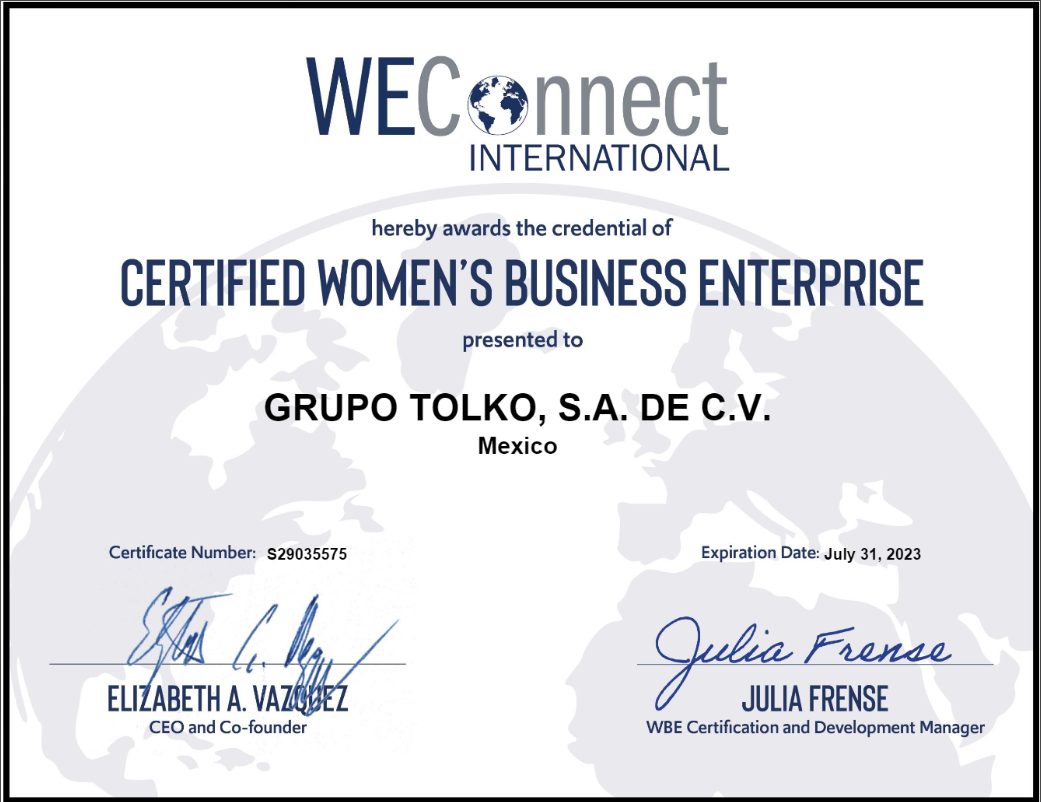 WEConnect
INTERNATIONAL
hereby awards the credential of
CERTIFIED WOMEN'S BUSINESS ENTERPRISE
presented to
GRUPO TOLKO, S.A. DE C.V.
Mexico
Certificate Number: S29035575
Expiration Date: July 31, 2023
Julia Frense
ELIZABETH A. VAZQUEZ
CEO and Co-founder
JULIA FRENSE
WBE Certification and Development Manager